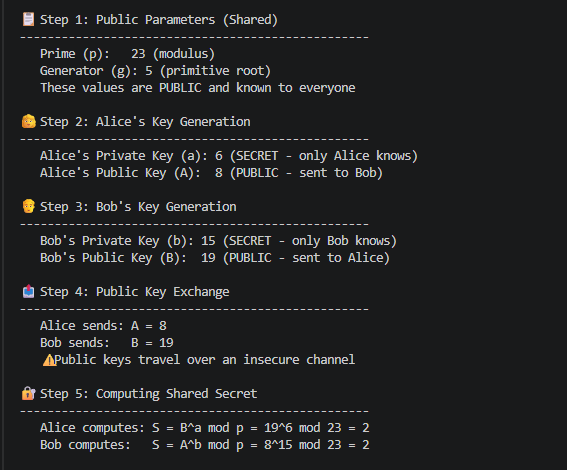 📋 Step 1: Public Parameters (Shared)
--------------------------------------------------
Prime (p):   23 (modulus)
Generator (g): 5 (primitive root)
These values are PUBLIC and known to everyone
👩 Step 2: Alice's Key Generation
--------------------------------------------------
Alice's Private Key (a): 6 (SECRET - only Alice knows)
Alice's Public Key (A):  8 (PUBLIC - sent to Bob)
👨 Step 3: Bob's Key Generation
--------------------------------------------------
Bob's Private Key (b): 15 (SECRET - only Bob knows)
Bob's Public Key (B):  19 (PUBLIC - sent to Alice)
📤 Step 4: Public Key Exchange
--------------------------------------------------
Alice sends: A = 8
Bob sends:   B = 19
⚠️Public keys travel over an insecure channel
🔐 Step 5: Computing Shared Secret
--------------------------------------------------
Alice computes: S = B^a mod p = 19^6 mod 23 = 2
Bob computes:   S = A^b mod p = 8^15 mod 23 = 2